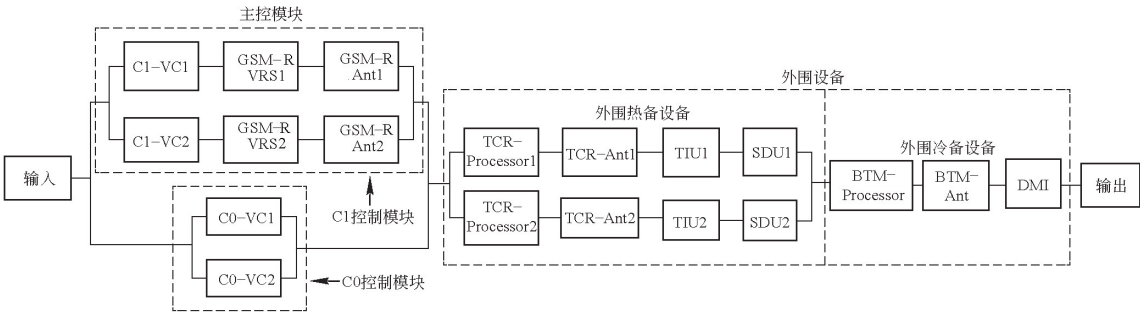 主控模块
C1-VC1
GSM-R
VRS1
GSM-R
Ant1
C1-VC2
GSM-R
VRS2
GSM-R
Ant2
C1控制模块
输入
C0-VC1
C0-VC2
C0控制模块
外围设备
外围热备设备
TCR-
Processor1
TCR-Ant1
TIU1
SDU1
TCR-
Processor2
TCR-Ant2
TIU2
SDU2
外围冷备设备
BTM-
Processor
BTM-
Ant
DMI
输出